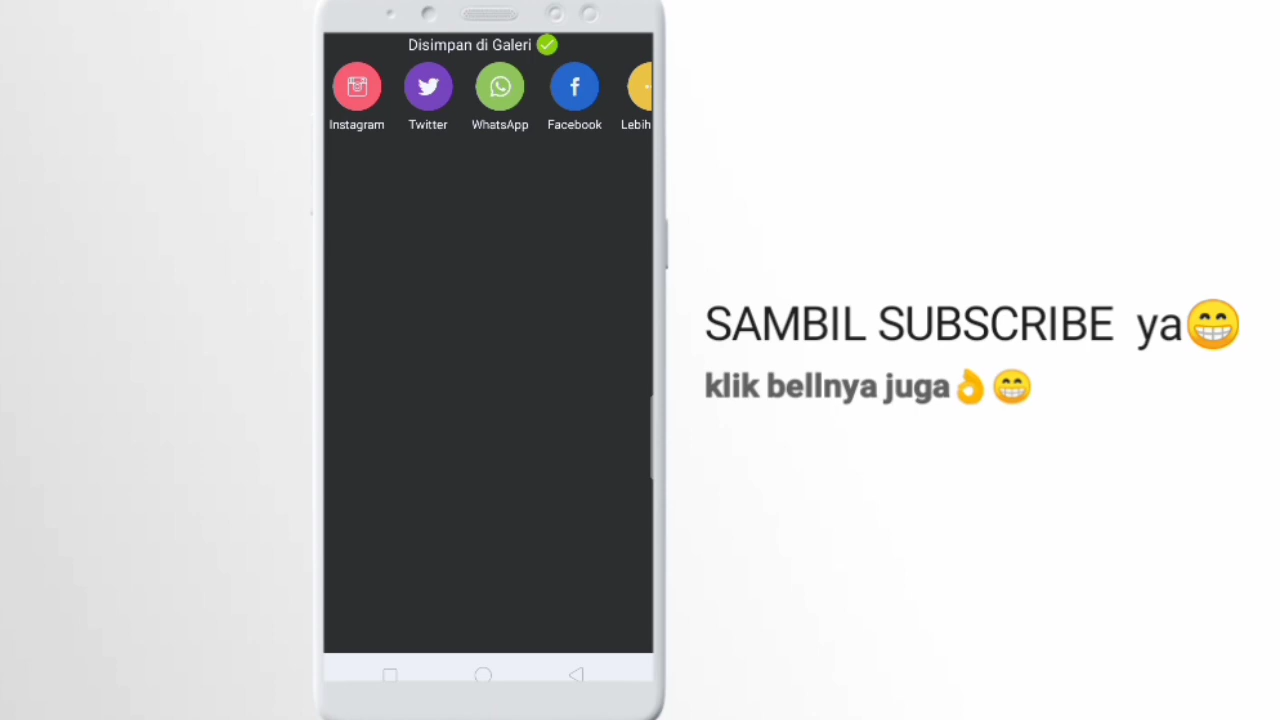 Disimpan di Galeri
Instagram Twitter WhatsApp Facebook Lebih
SAMBIL SUBSCRIBE ya😁
klik bellnya juga👌😁